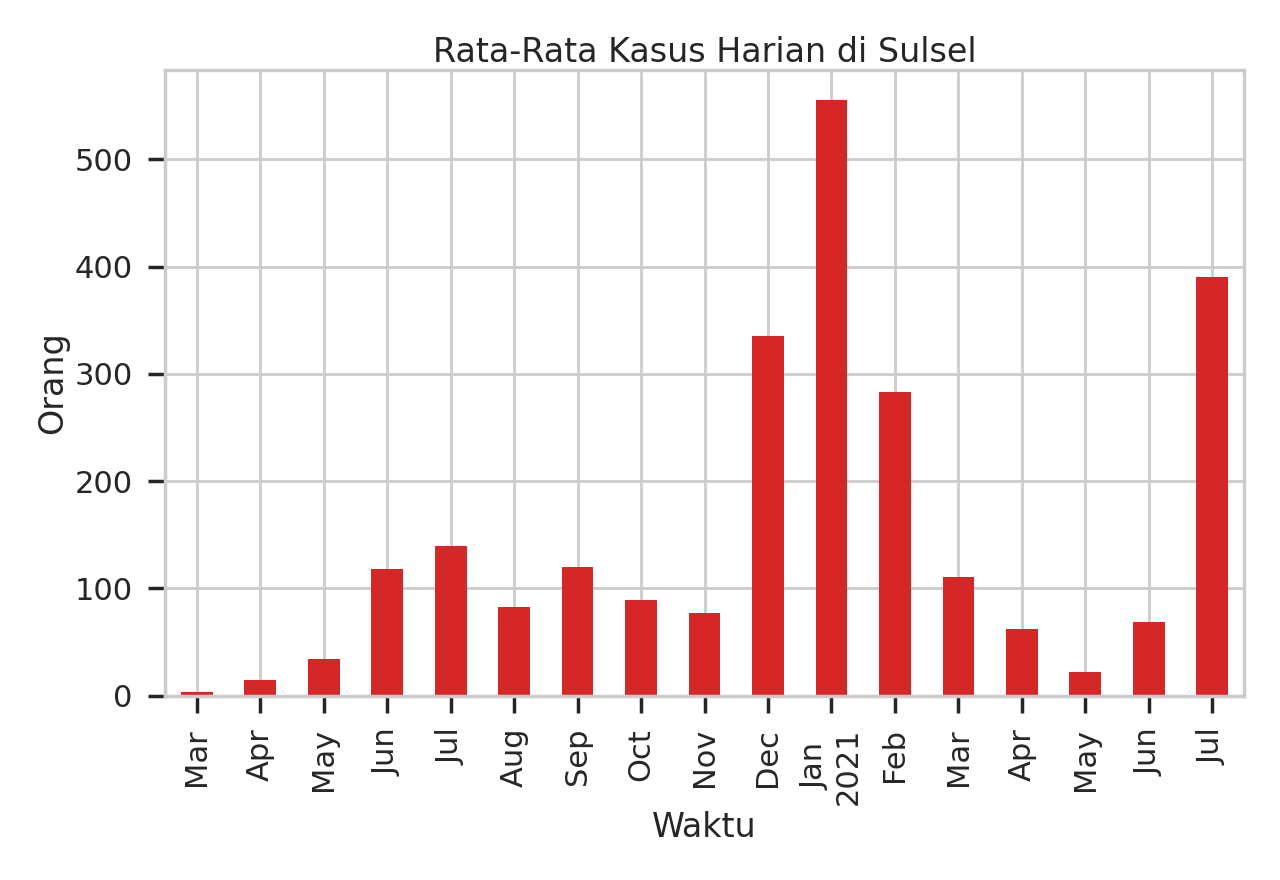 Rata-Rata Kasus Harian di Sulsel
Orang
500
400
300
200
100
0
Mar
Apr
May
Jun
Jul
Aug
Sep
Oct
Nov
Dec
Jan
2021
Feb
Mar
Apr
May
Jun
Jul
Waktu